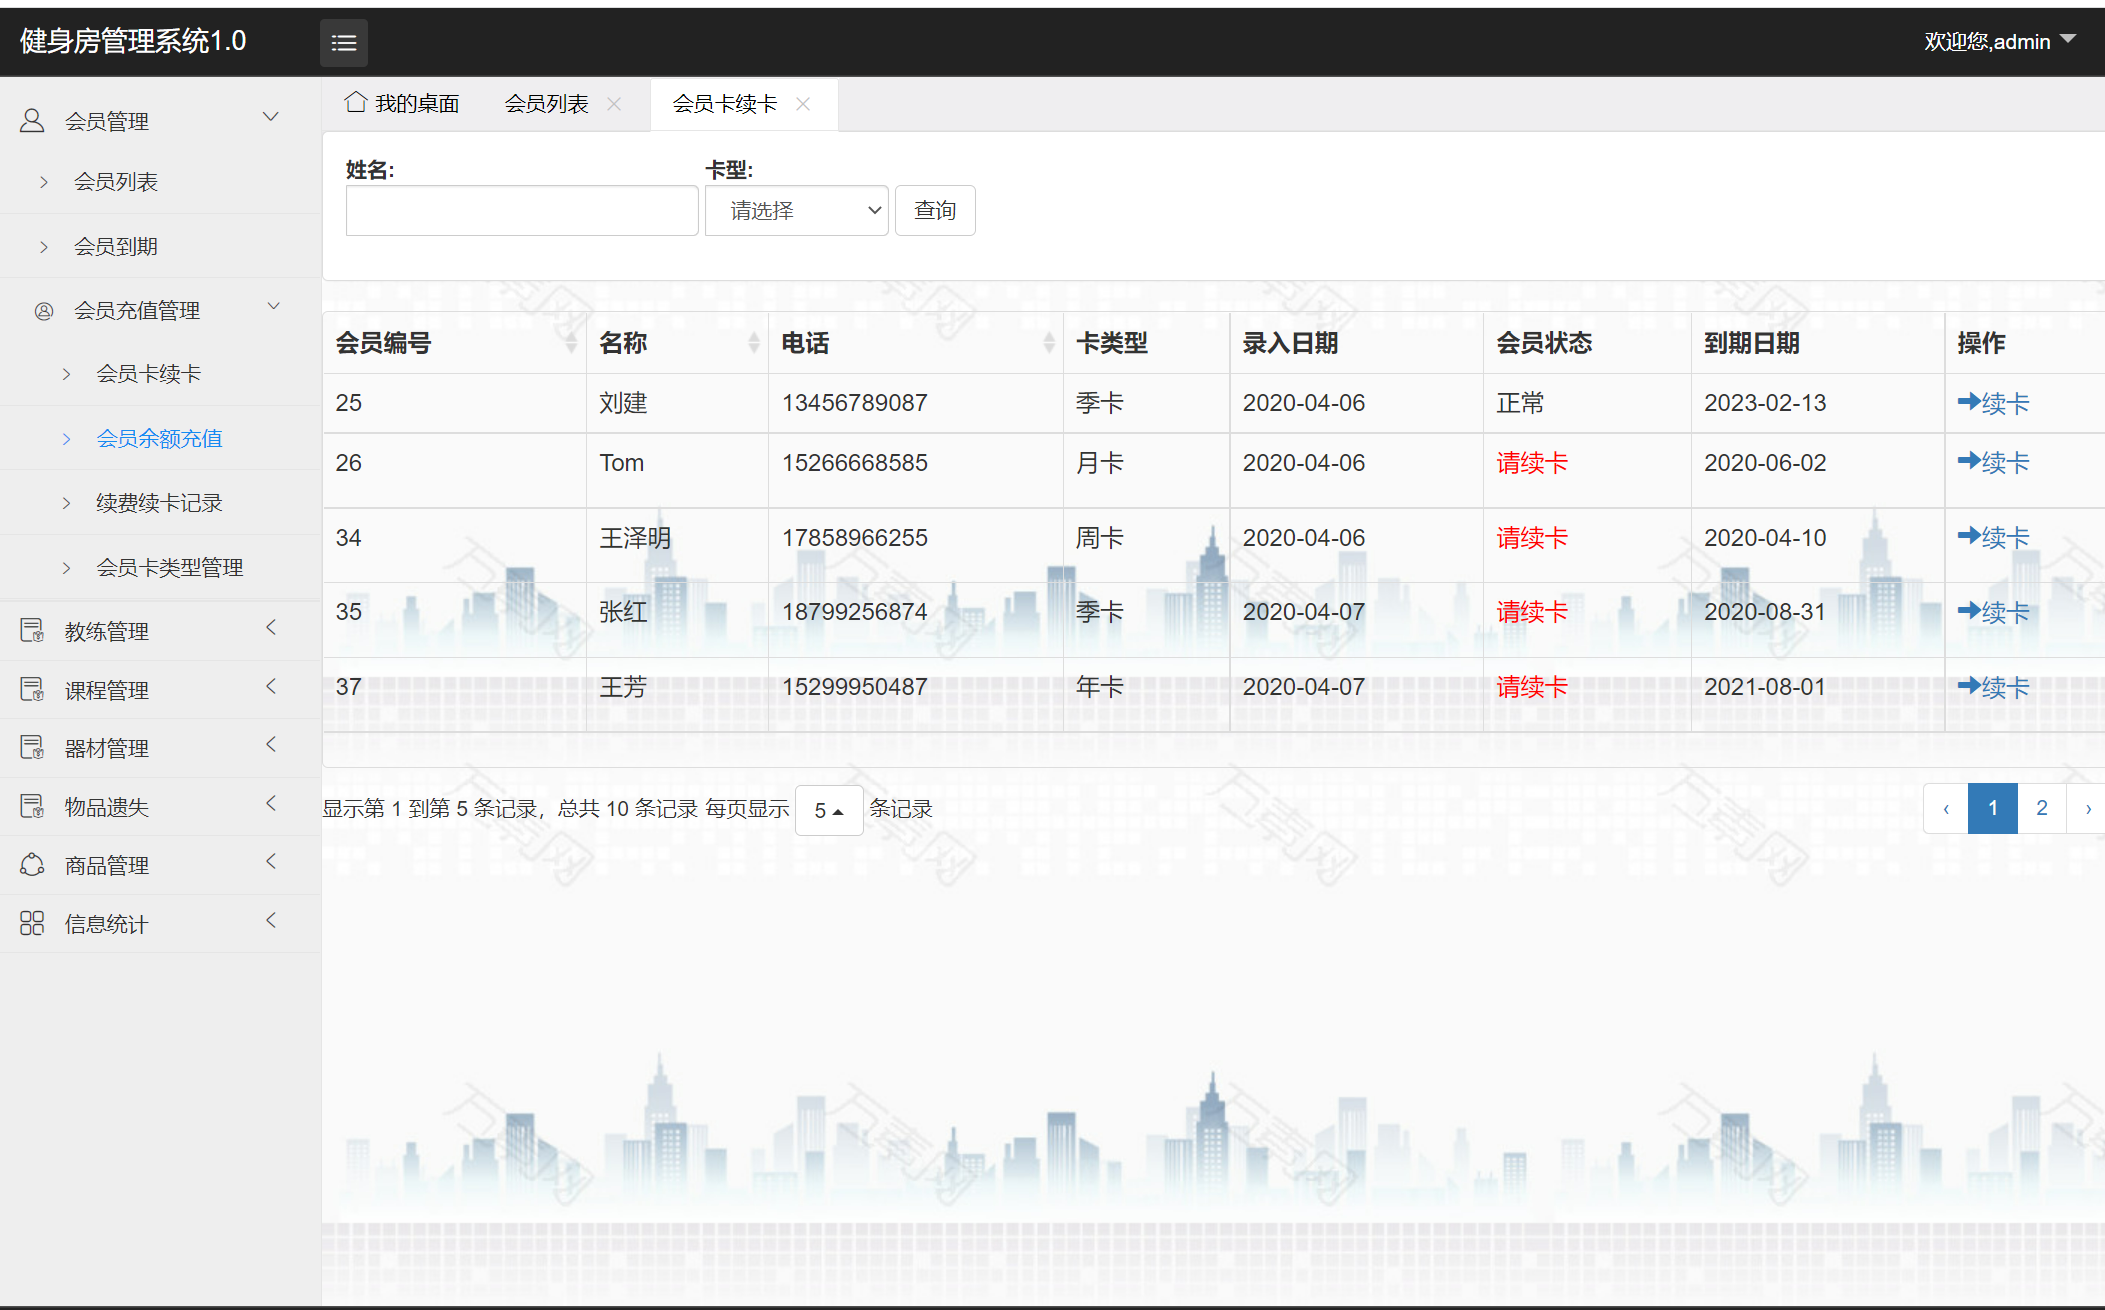 健身房管理系统1.0
欢迎您,admin
会员管理
会员列表
会员到期
会员充值管理
会员卡续卡
会员余额充值
续费续卡记录
会员卡类型管理
教练管理
课程管理
器材管理
物品遗失
商品管理
信息统计
我的桌面 会员列表 会员卡续卡
姓名: 卡型:
请选择 查询
会员编号 名称 电话 卡类型 录入日期 会员状态 到期日期 操作
25 刘建 13456789087 季卡 2020-04-06 正常 2023-02-13 续卡
26 Tom 15266668585 月卡 2020-04-06 请续卡 2020-06-02 续卡
34 王泽明 17858966255 周卡 2020-04-06 请续卡 2020-04-10 续卡
35 张红 18799256874 季卡 2020-04-07 请续卡 2020-08-31 续卡
37 王芳 15299950487 年卡 2020-04-07 请续卡 2021-08-01 续卡
显示第 1 到第 5 条记录，总共 10 条记录 每页显示 5 条记录
‹ 1 2 ›